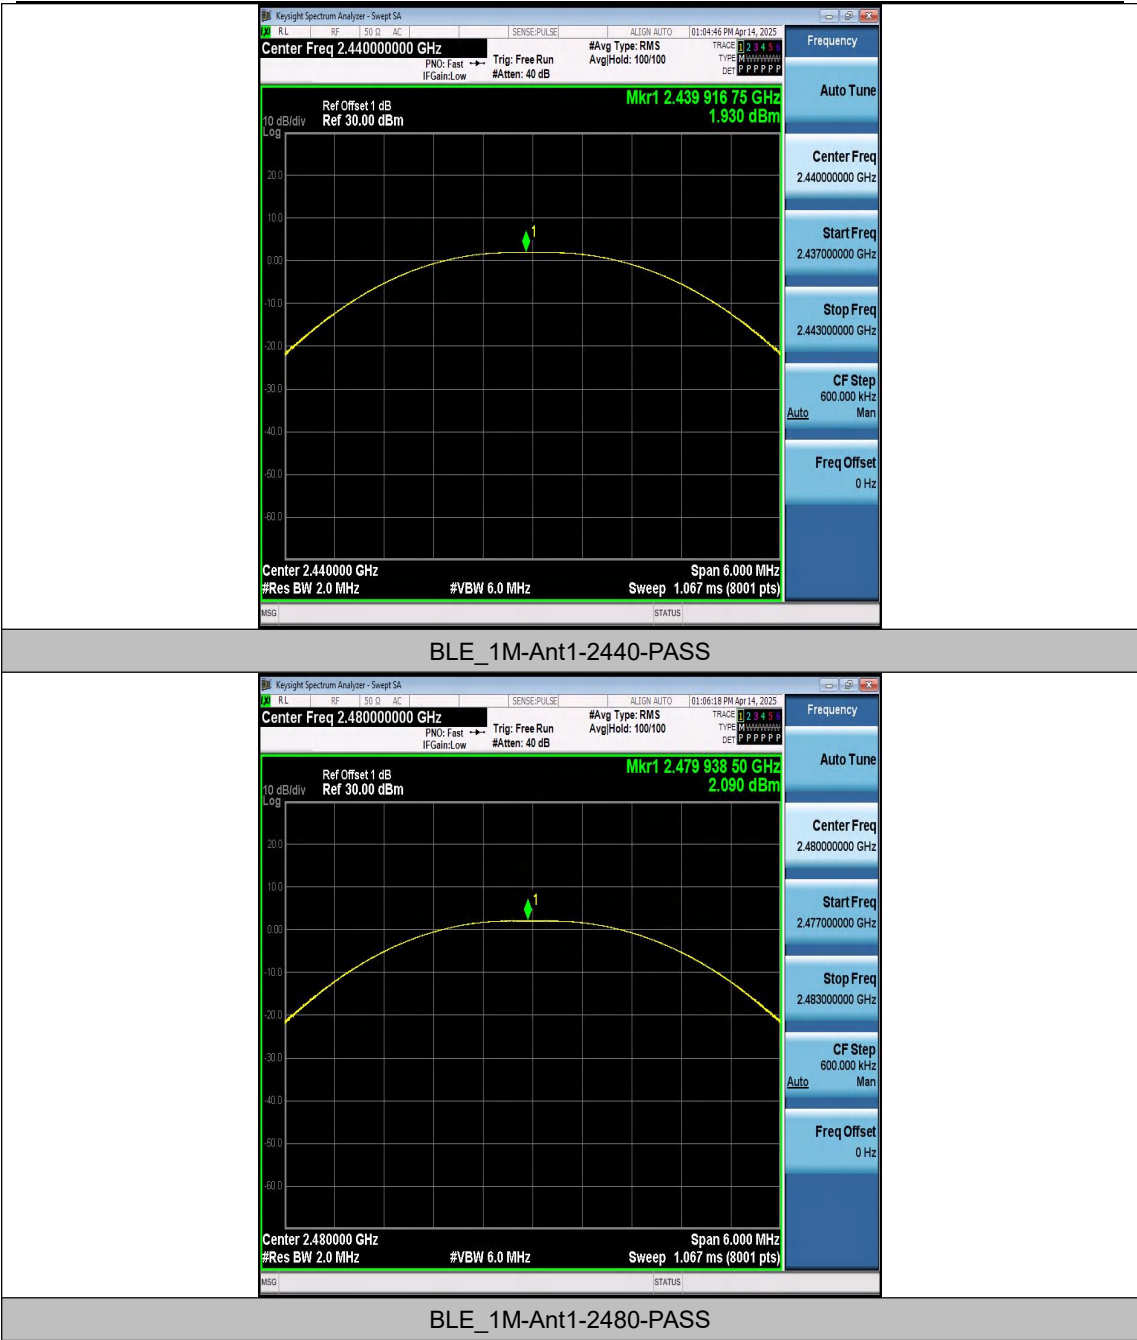 Keysight Spectrum Analyzer - Swept SA
RL RF 50 Ω AC SENSE:PULSE ALIGN AUTO 01:04:46 PM Apr 14, 2025
Center Freq 2.440000000 GHz
PNO: Fast
IFGain:Low
Trig: Free Run
#Atten: 40 dB
#Avg Type: RMS
Avg|Hold: 100/100
TRACE 1 2 3 4 5 6
TYPE M
DET P P P P P P
Frequency
Auto Tune
Center Freq
2.440000000 GHz
Start Freq
2.437000000 GHz
Stop Freq
2.443000000 GHz
CF Step
600.000 kHz
Auto Man
Freq Offset
0 Hz
Mkr1 2.439 916 75 GHz
1.930 dBm
Ref Offset 1 dB
10 dB/div Ref 30.00 dBm
Log
20.0
10.0
1
0.00
-10.0
-20.0
-30.0
-40.0
-50.0
-60.0
Center 2.440000 GHz Span 6.000 MHz
#Res BW 2.0 MHz #VBW 6.0 MHz Sweep 1.067 ms (8001 pts)
MSG STATUS
BLE_1M-Ant1-2440-PASS
Keysight Spectrum Analyzer - Swept SA
RL RF 50 Ω AC SENSE:PULSE ALIGN AUTO 01:06:18 PM Apr 14, 2025
Center Freq 2.480000000 GHz
PNO: Fast
IFGain:Low
Trig: Free Run
#Atten: 40 dB
#Avg Type: RMS
Avg|Hold: 100/100
TRACE 1 2 3 4 5 6
TYPE M
DET P P P P P P
Frequency
Auto Tune
Center Freq
2.480000000 GHz
Start Freq
2.477000000 GHz
Stop Freq
2.483000000 GHz
CF Step
600.000 kHz
Auto Man
Freq Offset
0 Hz
Mkr1 2.479 938 50 GHz
2.090 dBm
Ref Offset 1 dB
10 dB/div Ref 30.00 dBm
Log
20.0
10.0
1
0.00
-10.0
-20.0
-30.0
-40.0
-50.0
-60.0
Center 2.480000 GHz Span 6.000 MHz
#Res BW 2.0 MHz #VBW 6.0 MHz Sweep 1.067 ms (8001 pts)
MSG STATUS
BLE_1M-Ant1-2480-PASS